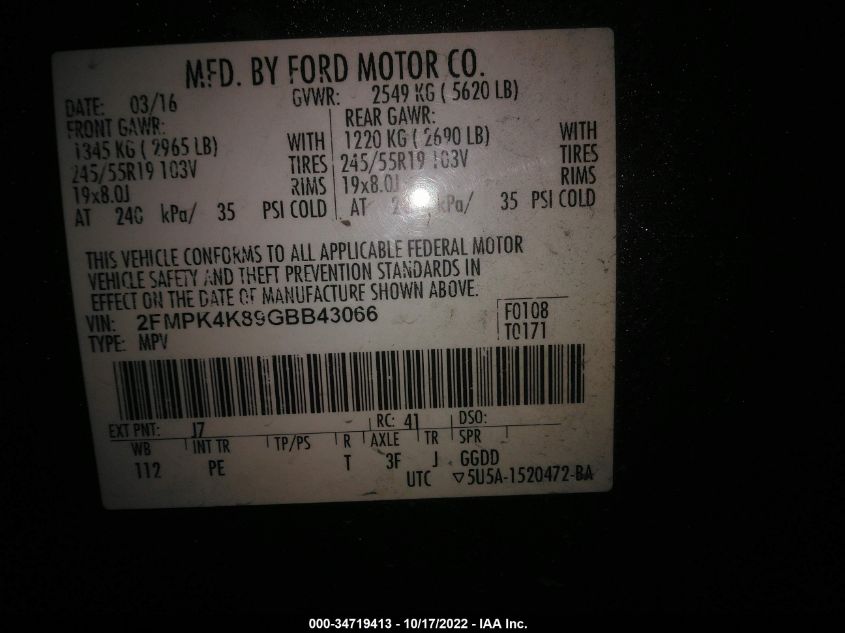 MFD. BY FORD MOTOR CO.
DATE: 03/16 GVWR: 2549 KG ( 5620 LB)
FRONT GAWR: REAR GAWR:
1345 KG ( 2965 LB) WITH 1220 KG ( 2690 LB) WITH
245/55R19 103V TIRES 245/55R19 103V TIRES
19x8.0J RIMS 19x8.0J RIMS
AT 240 kPa/ 35 PSI COLD AT kPa/ 35 PSI COLD
THIS VEHICLE CONFORMS TO ALL APPLICABLE FEDERAL MOTOR
VEHICLE SAFETY AND THEFT PREVENTION STANDARDS IN
EFFECT ON THE DATE OF MANUFACTURE SHOWN ABOVE.
VIN: 2FMPK4K89GBB43066 F0108
TYPE: MPV T0171
EXT PNT: J7 RC: 41 DSO:
WB INT TR TP/PS R AXLE TR SPR
112 PE T 3F J GGDD
UTC ▽5U5A-1520472-BA
000-34719413 - 10/17/2022 - IAA Inc.